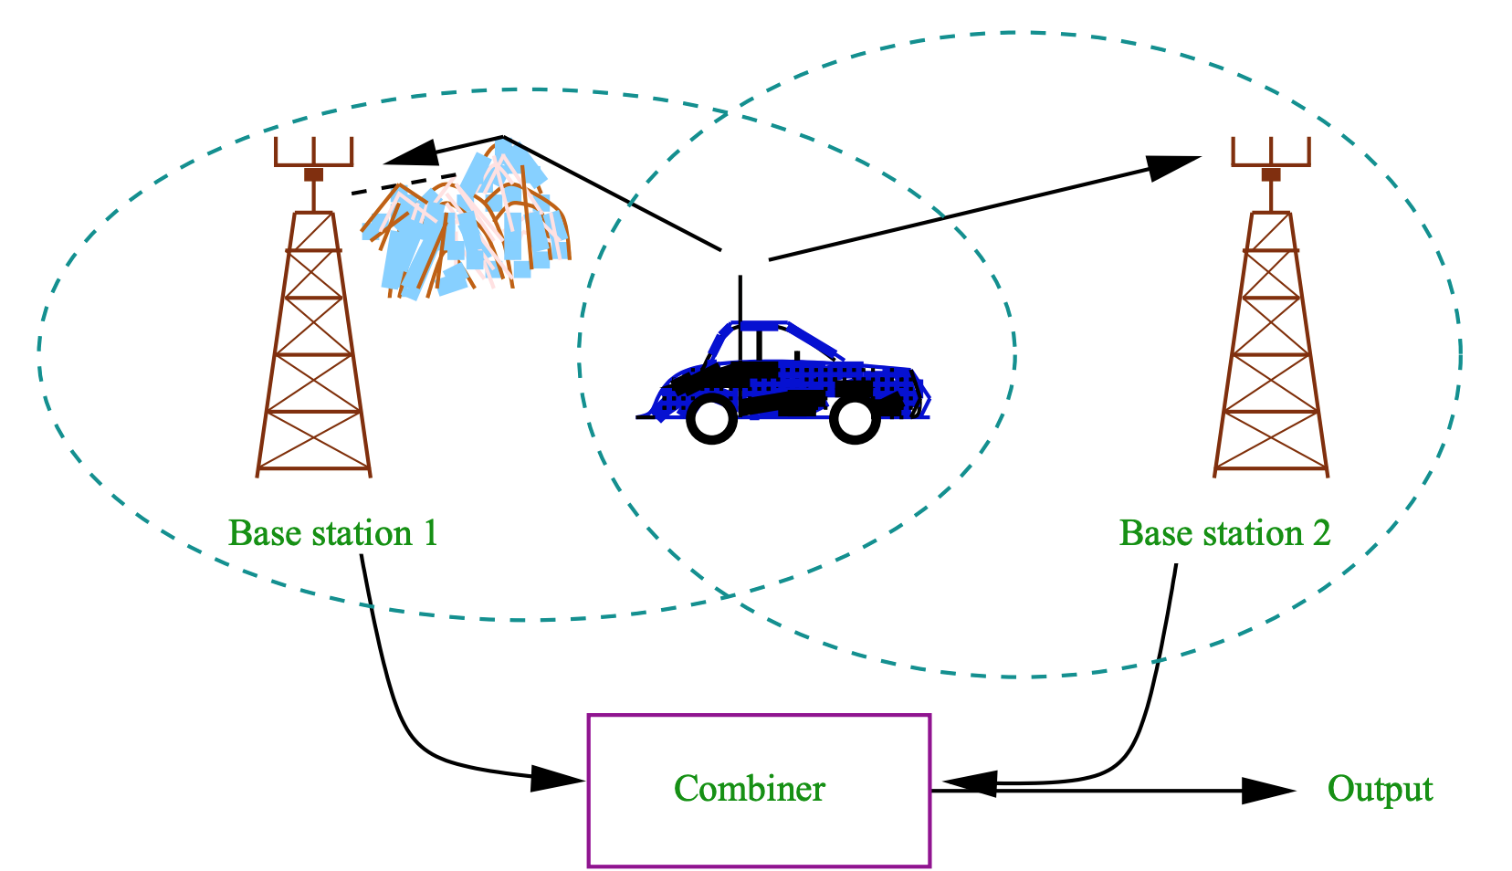 Base station 1
Base station 2
Combiner
Output